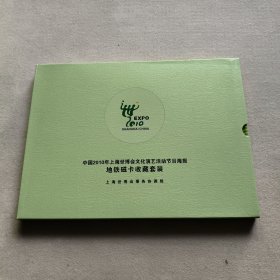 EXPO
2010
SHANGHAI CHINA
中国2010年上海世博会文化演艺活动节目海报
地铁磁卡收藏套装
上海世博会事务协调局